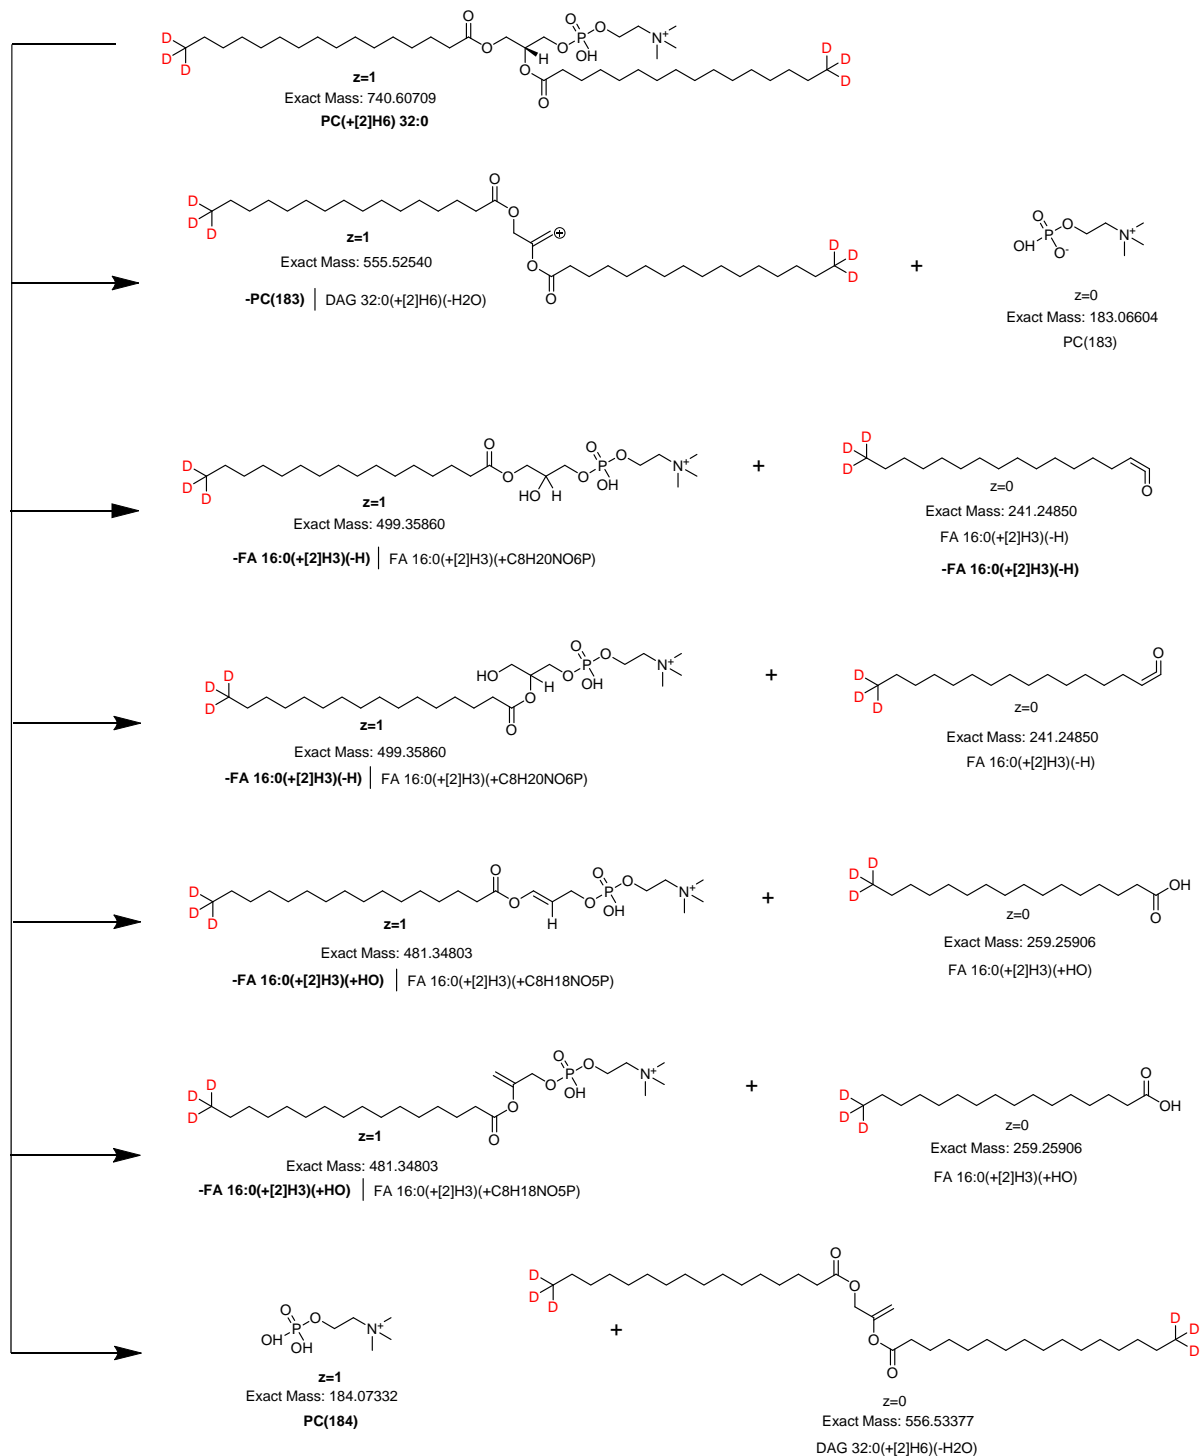 z=1
Exact Mass: 740.60709
PC(+[2]H6) 32:0
z=1
Exact Mass: 555.52540
-PC(183) | DAG 32:0(+[2]H6)(-H2O)
+
z=0
Exact Mass: 183.06604
PC(183)
z=1
Exact Mass: 499.35860
-FA 16:0(+[2]H3)(-H) | FA 16:0(+[2]H3)(+C8H20NO6P)
+
z=0
Exact Mass: 241.24850
FA 16:0(+[2]H3)(-H)
-FA 16:0(+[2]H3)(-H)
z=1
Exact Mass: 499.35860
-FA 16:0(+[2]H3)(-H) | FA 16:0(+[2]H3)(+C8H20NO6P)
+
z=0
Exact Mass: 241.24850
FA 16:0(+[2]H3)(-H)
z=1
Exact Mass: 481.34803
-FA 16:0(+[2]H3)(+HO) | FA 16:0(+[2]H3)(+C8H18NO5P)
+
z=0
Exact Mass: 259.25906
FA 16:0(+[2]H3)(+HO)
z=1
Exact Mass: 481.34803
-FA 16:0(+[2]H3)(+HO) | FA 16:0(+[2]H3)(+C8H18NO5P)
+
z=0
Exact Mass: 259.25906
FA 16:0(+[2]H3)(+HO)
z=1
Exact Mass: 184.07332
PC(184)
+
z=0
Exact Mass: 556.53377
DAG 32:0(+[2]H6)(-H2O)